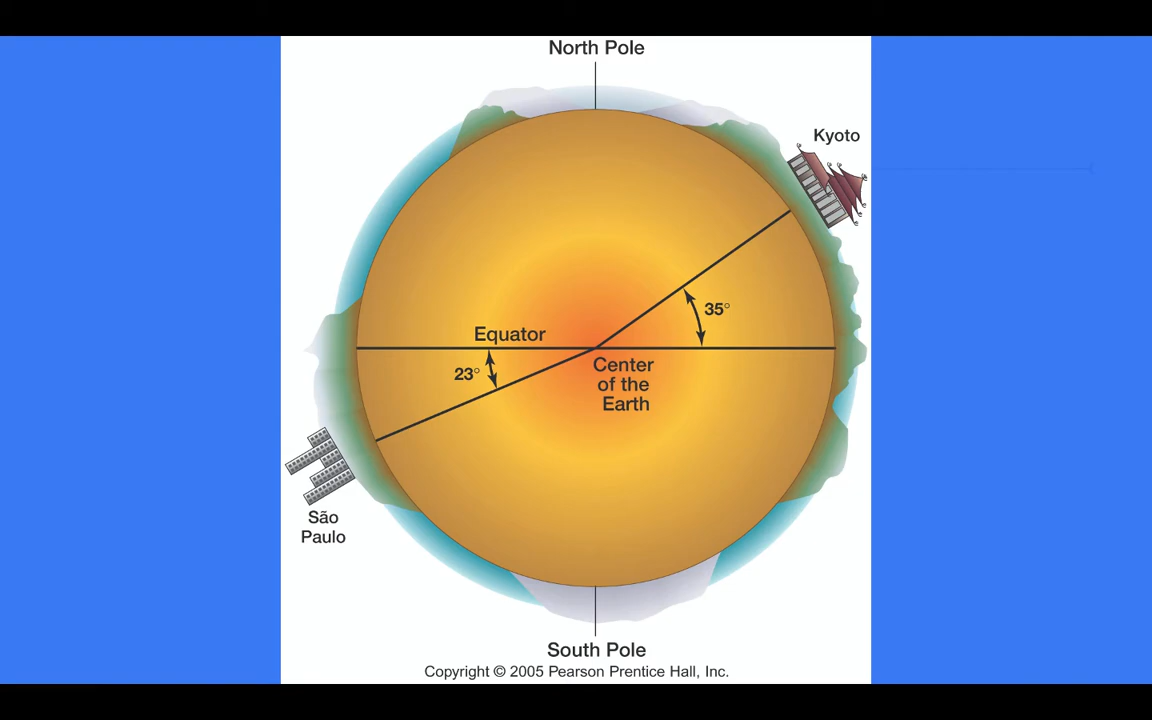 North Pole
Kyoto
35°
Equator
23°
Center
of the
Earth
São
Paulo
South Pole
Copyright © 2005 Pearson Prentice Hall, Inc.